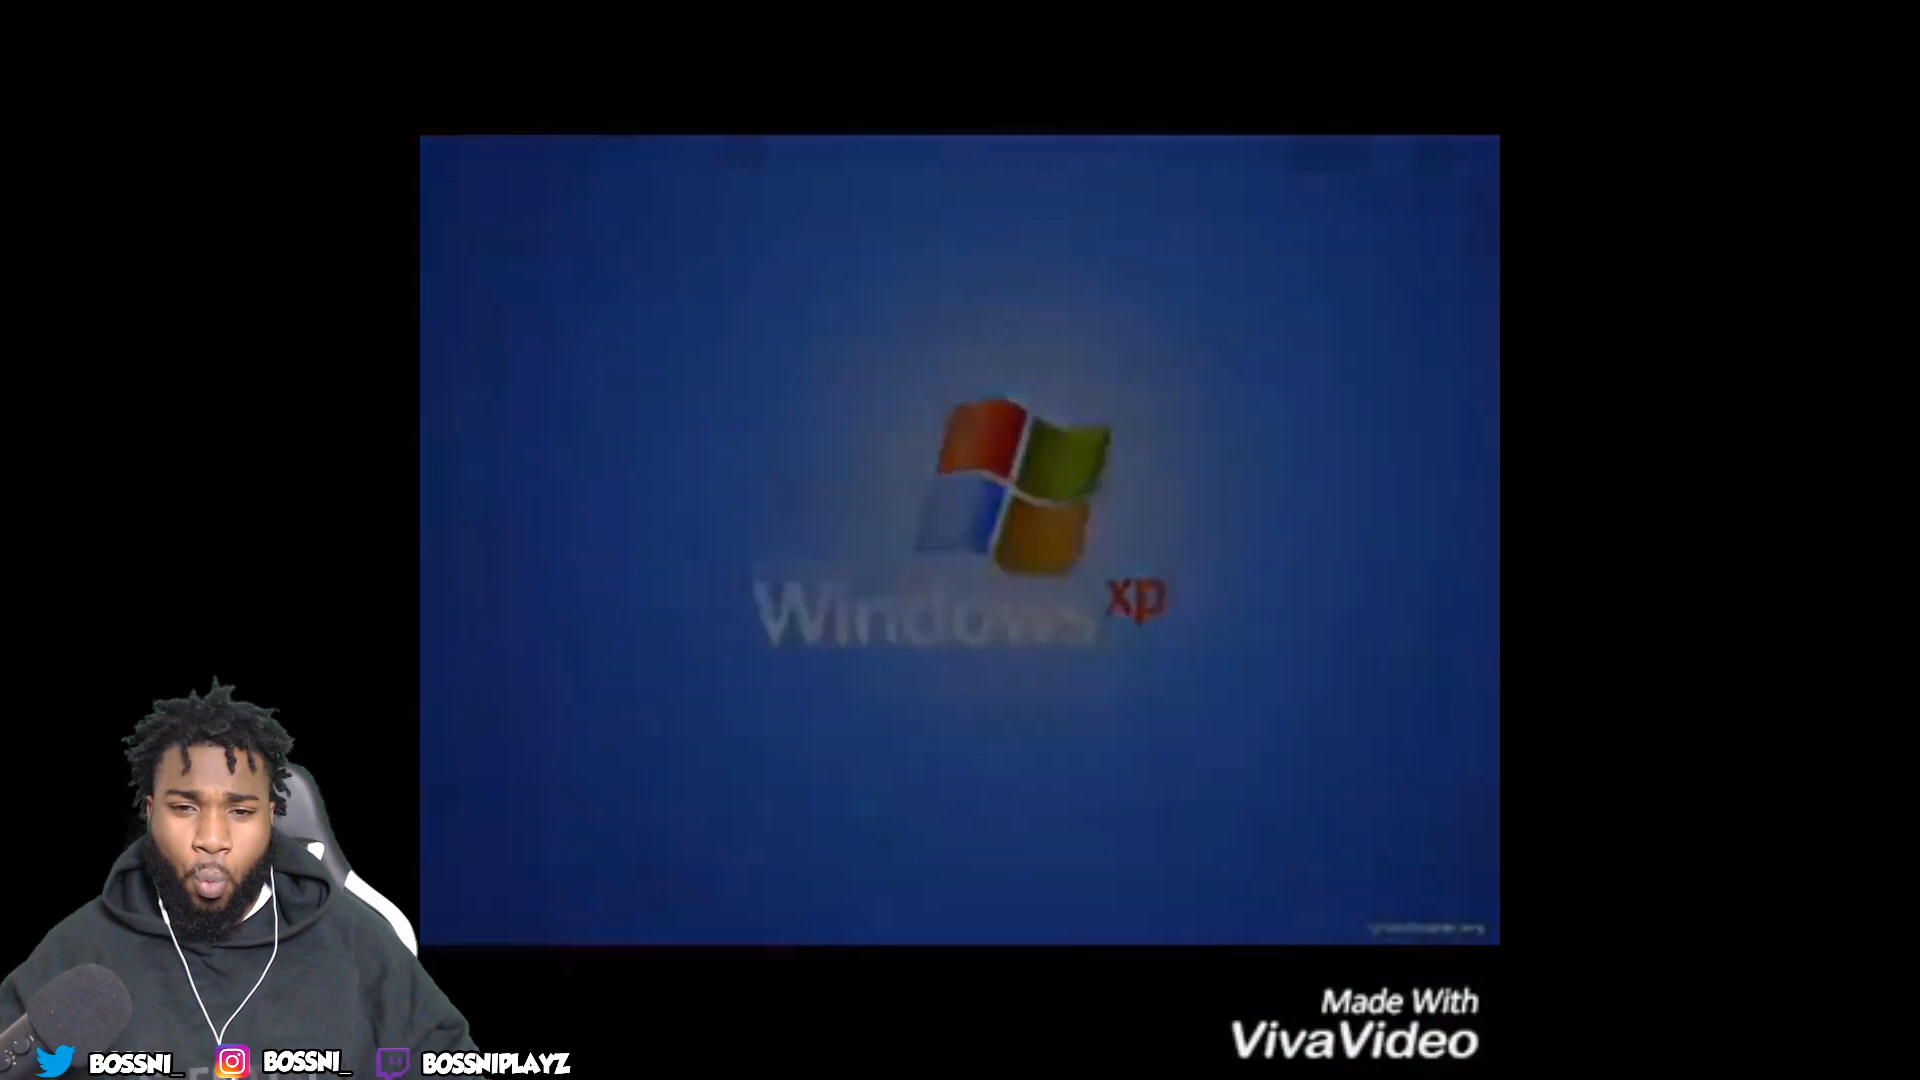 Windows xp
Made With
VivaVideo
BOSSNI_
BOSSNI_
BOSSNIPLAYZ